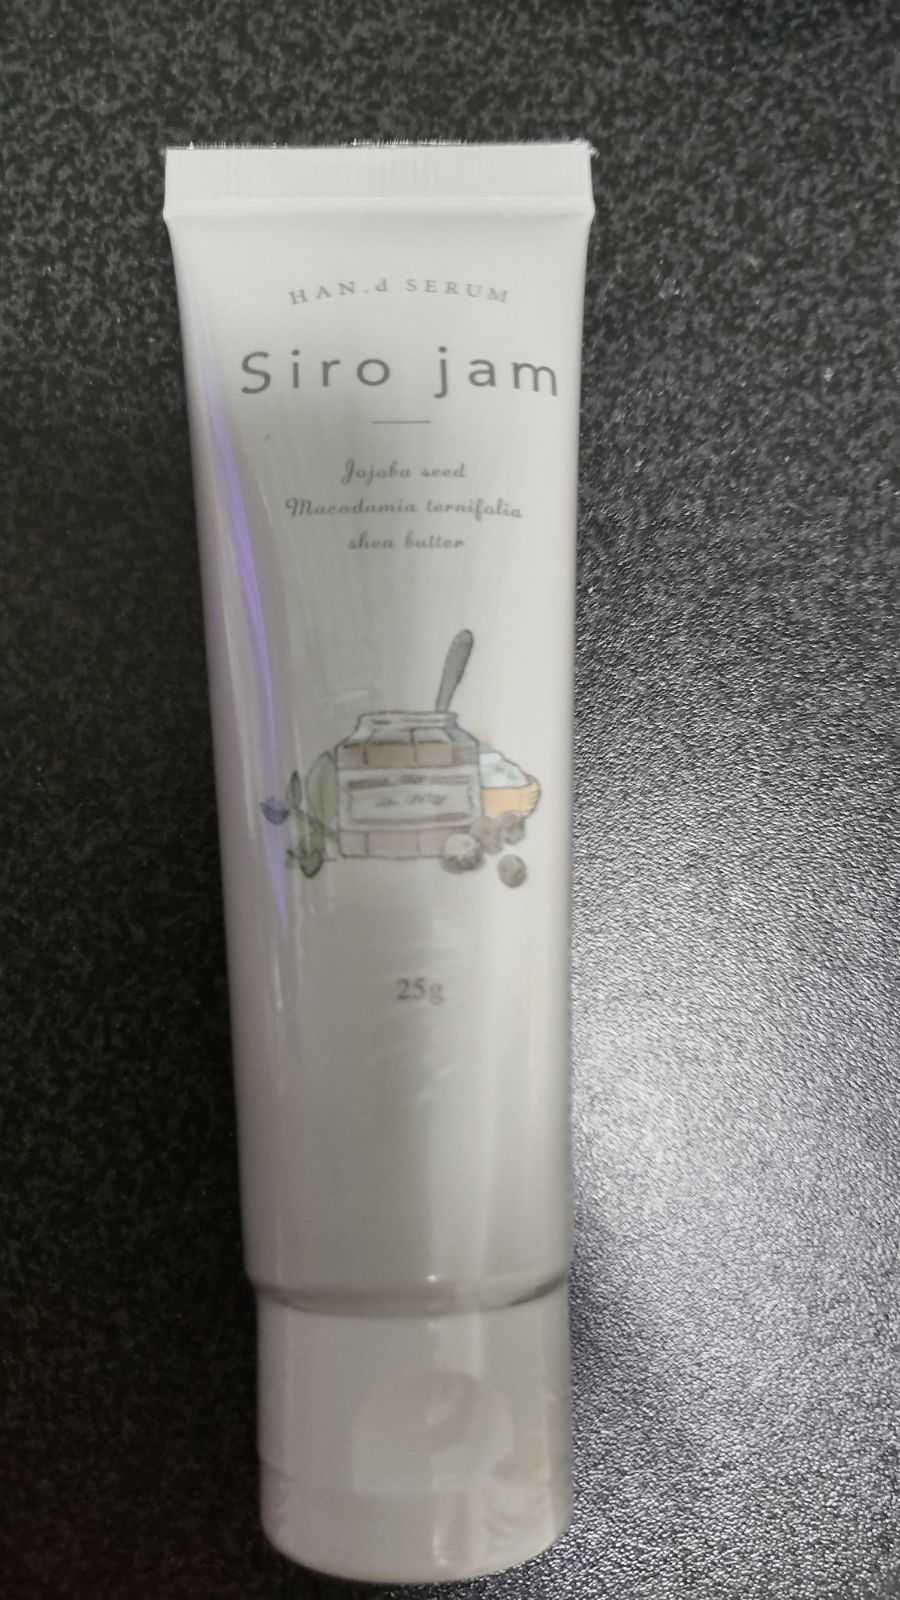 HAN.d SERUM
Siro jam
Jojoba seed
Macadamia ternifolia
shea butter
25g